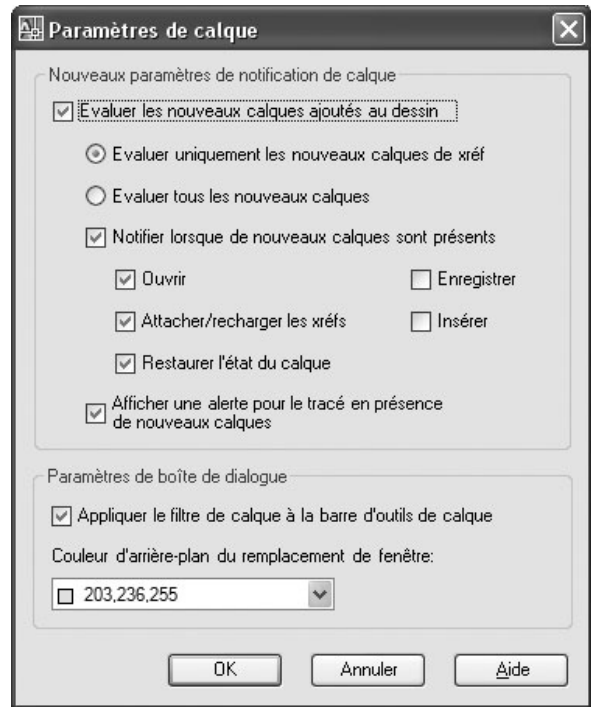 Paramètres de calque
Nouveaux paramètres de notification de calque
Evaluer les nouveaux calques ajoutés au dessin
Evaluer uniquement les nouveaux calques de xréf
Evaluer tous les nouveaux calques
Notifier lorsque de nouveaux calques sont présents
Ouvrir
Enregistrer
Attacher/recharger les xréfs
Insérer
Restaurer l'état du calque
Afficher une alerte pour le tracé en présence
de nouveaux calques
Paramètres de boîte de dialogue
Appliquer le filtre de calque à la barre d'outils de calque
Couleur d'arrière-plan du remplacement de fenêtre:
203,236,255
OK
Annuler
Aide